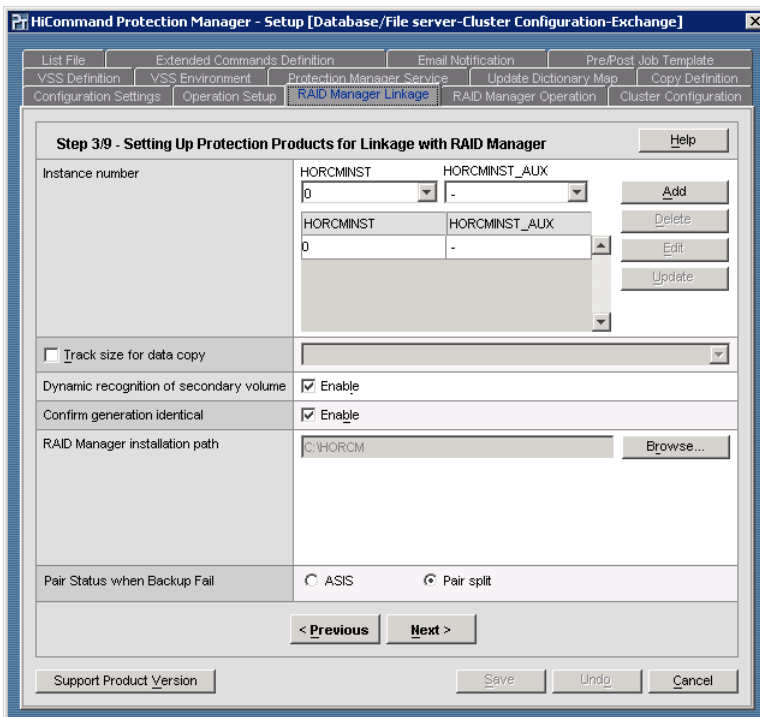 HiCommand Protection Manager - Setup [Database/File server-Cluster Configuration-Exchange]
List File Extended Commands Definition Email Notification Pre/Post Job Template
VSS Definition VSS Environment Protection Manager Service Update Dictionary Map Copy Definition
Configuration Settings Operation Setup RAID Manager Linkage RAID Manager Operation Cluster Configuration
Step 3/9 - Setting Up Protection Products for Linkage with RAID Manager Help
Instance number HORCMINST HORCMINST_AUX
0 - Add
HORCMINST HORCMINST_AUX Delete
0 - Edit
Update
Track size for data copy
Dynamic recognition of secondary volume Enable
Confirm generation identical Enable
RAID Manager installation path C:\HORCM Browse...
Pair Status when Backup Fail ASIS Pair split
< Previous Next >
Support Product Version Save Undo Cancel